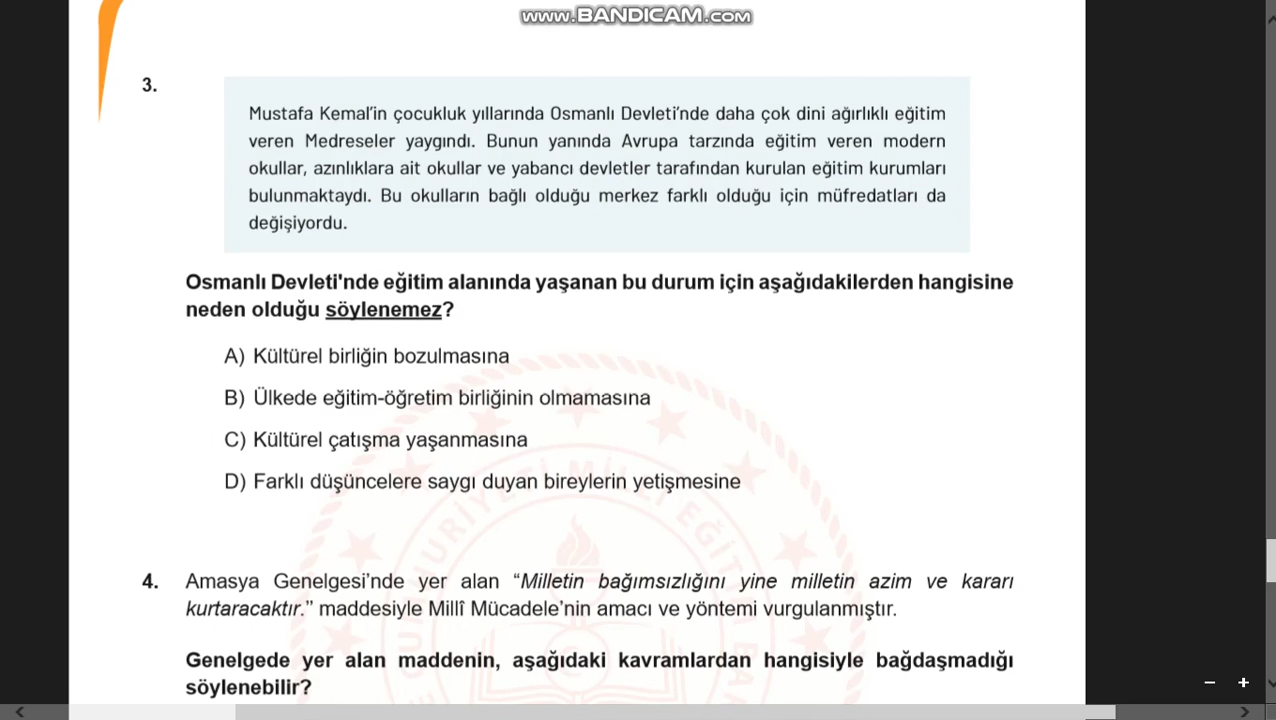 www.BANDICAM.com
3.
Mustafa Kemal’in çocukluk yıllarında Osmanlı Devleti’nde daha çok dini ağırlıklı eğitim
veren Medreseler yaygındı. Bunun yanında Avrupa tarzında eğitim veren modern
okullar, azınlıklara ait okullar ve yabancı devletler tarafından kurulan eğitim kurumları
bulunmaktaydı. Bu okulların bağlı olduğu merkez farklı olduğu için müfredatları da
değişiyordu.
Osmanlı Devleti'nde eğitim alanında yaşanan bu durum için aşağıdakilerden hangisine
neden olduğu söylenemez?
A) Kültürel birliğin bozulmasına
B) Ülkede eğitim-öğretim birliğinin olmamasına
C) Kültürel çatışma yaşanmasına
D) Farklı düşüncelere saygı duyan bireylerin yetişmesine
4. Amasya Genelgesi’nde yer alan “Milletin bağımsızlığını yine milletin azim ve kararı
kurtaracaktır.” maddesiyle Millî Mücadele’nin amacı ve yöntemi vurgulanmıştır.
Genelgede yer alan maddenin, aşağıdaki kavramlardan hangisiyle bağdaşmadığı
söylenebilir?